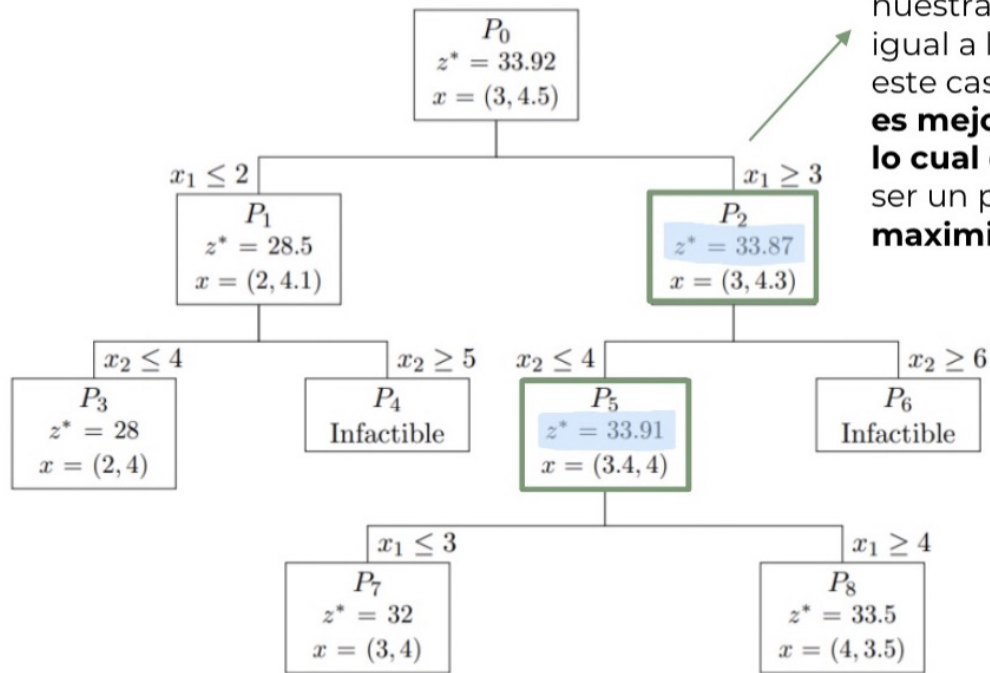 P₀
z* = 33.92
x = (3, 4.5)
nuestra
igual a
este cas
es mejo
lo cual
ser un
maximi
x₁ ≤ 2
x₁ ≥ 3
P₁
z* = 28.5
x = (2, 4.1)
P₂
z* = 33.87
x = (3, 4.3)
x₂ ≤ 4
x₂ ≥ 5
x₂ ≤ 4
x₂ ≥ 6
P₃
z* = 28
x = (2, 4)
P₄
Infactible
P₅
z* = 33.91
x = (3.4, 4)
P₆
Infactible
x₁ ≤ 3
x₁ ≥ 4
P₇
z* = 32
x = (3, 4)
P₈
z* = 33.5
x = (4, 3.5)